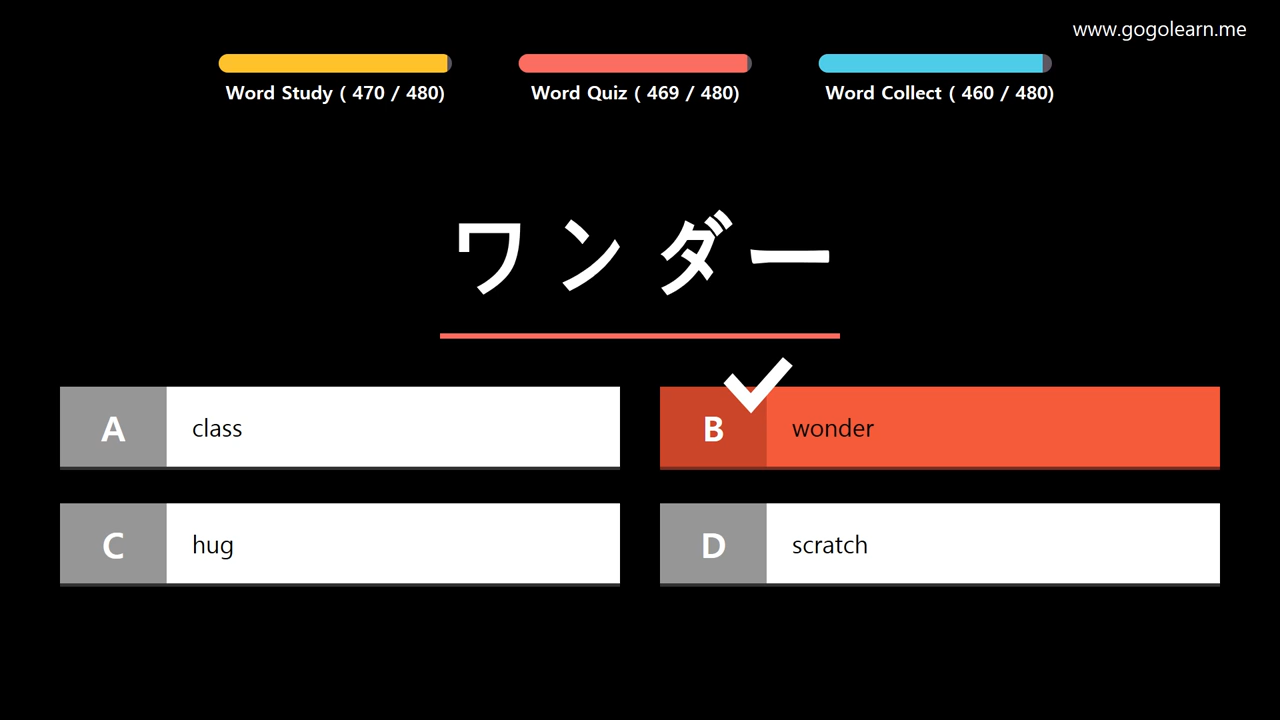 www.gogolearn.me
Word Study ( 470 / 480)
Word Quiz ( 469 / 480)
Word Collect ( 460 / 480)
ワンダー
A class
B wonder
C hug
D scratch